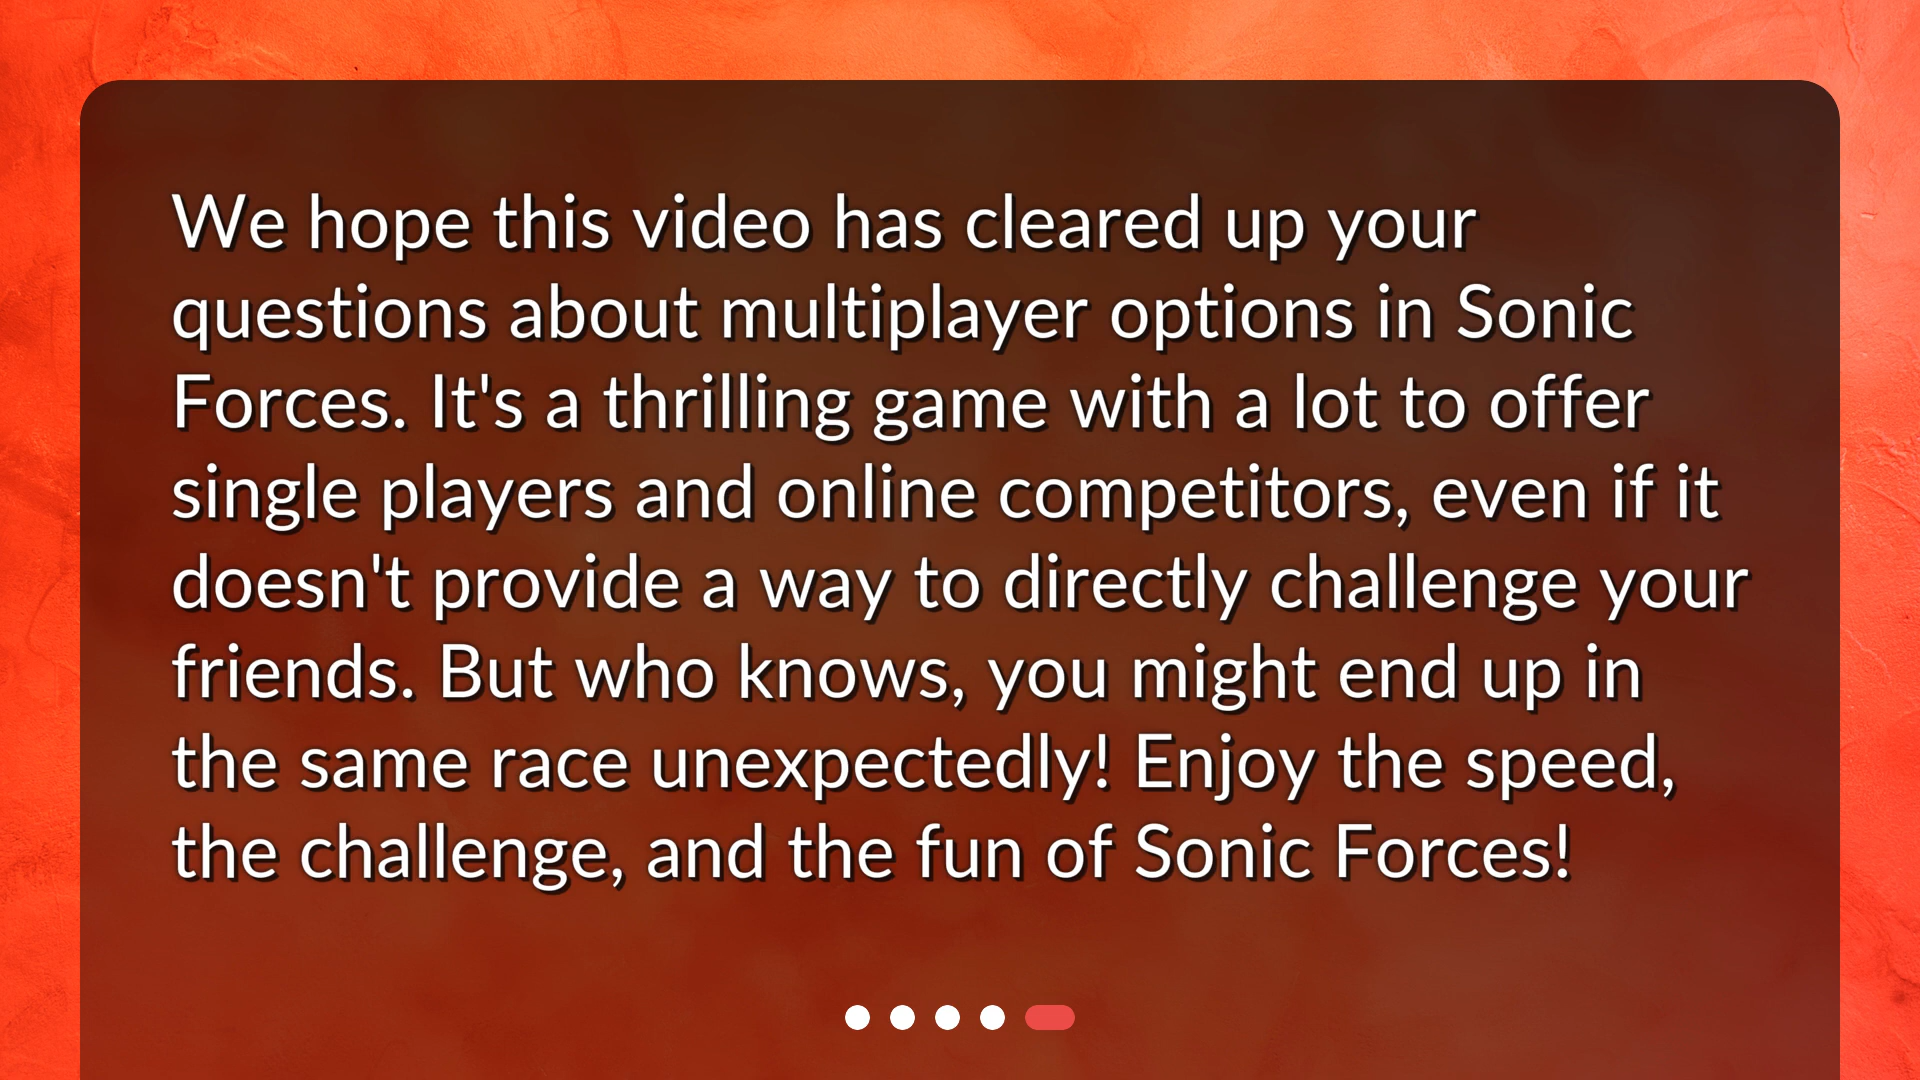 We hope this video has cleared up your
questions about multiplayer options in Sonic
Forces. It's a thrilling game with a lot to offer
single players and online competitors, even if it
doesn't provide a way to directly challenge your
friends. But who knows, you might end up in
the same race unexpectedly! Enjoy the speed,
the challenge, and the fun of Sonic Forces!